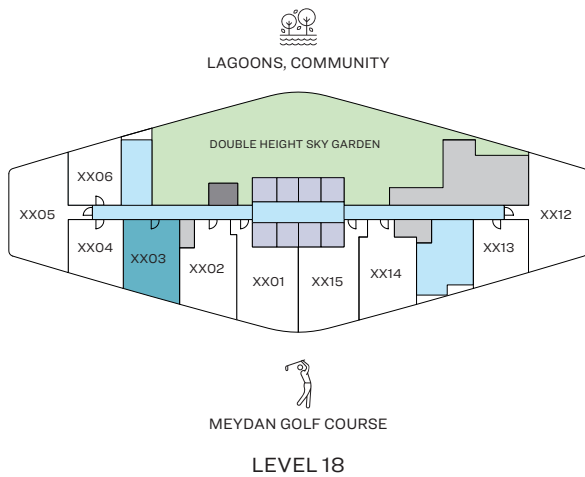 LAGOONS, COMMUNITY
DOUBLE HEIGHT SKY GARDEN
XX06
XX05
XX12
XX04
XX03
XX02
XX01
XX15
XX14
XX13
MEYDAN GOLF COURSE
LEVEL 18